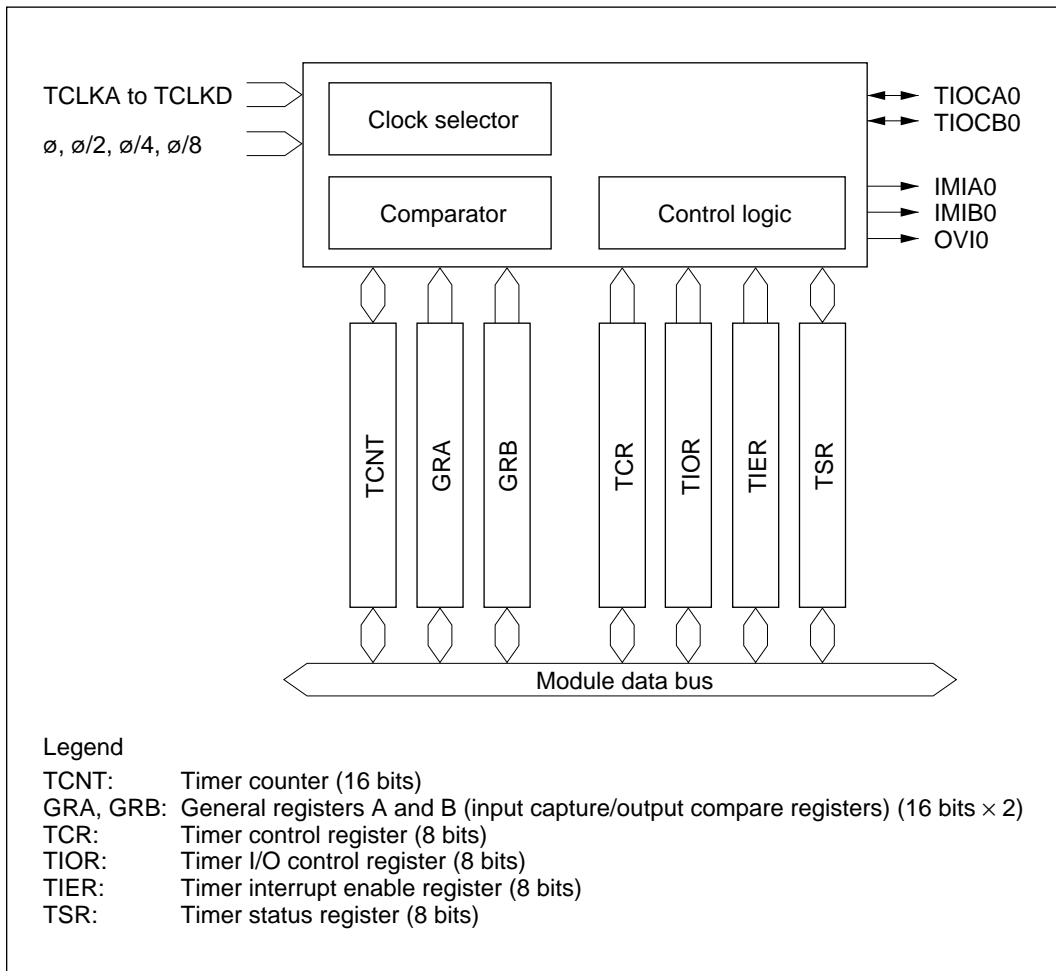 TCLKA to TCLKD
ø, ø/2, ø/4, ø/8
Clock selector
Comparator
Control logic
TIOCA0
TIOCB0
IMIA0
IMIB0
OVI0
TCNT
GRA
GRB
TCR
TIOR
TIER
TSR
Module data bus
Legend
TCNT: Timer counter (16 bits)
GRA, GRB: General registers A and B (input capture/output compare registers) (16 bits × 2)
TCR: Timer control register (8 bits)
TIOR: Timer I/O control register (8 bits)
TIER: Timer interrupt enable register (8 bits)
TSR: Timer status register (8 bits)